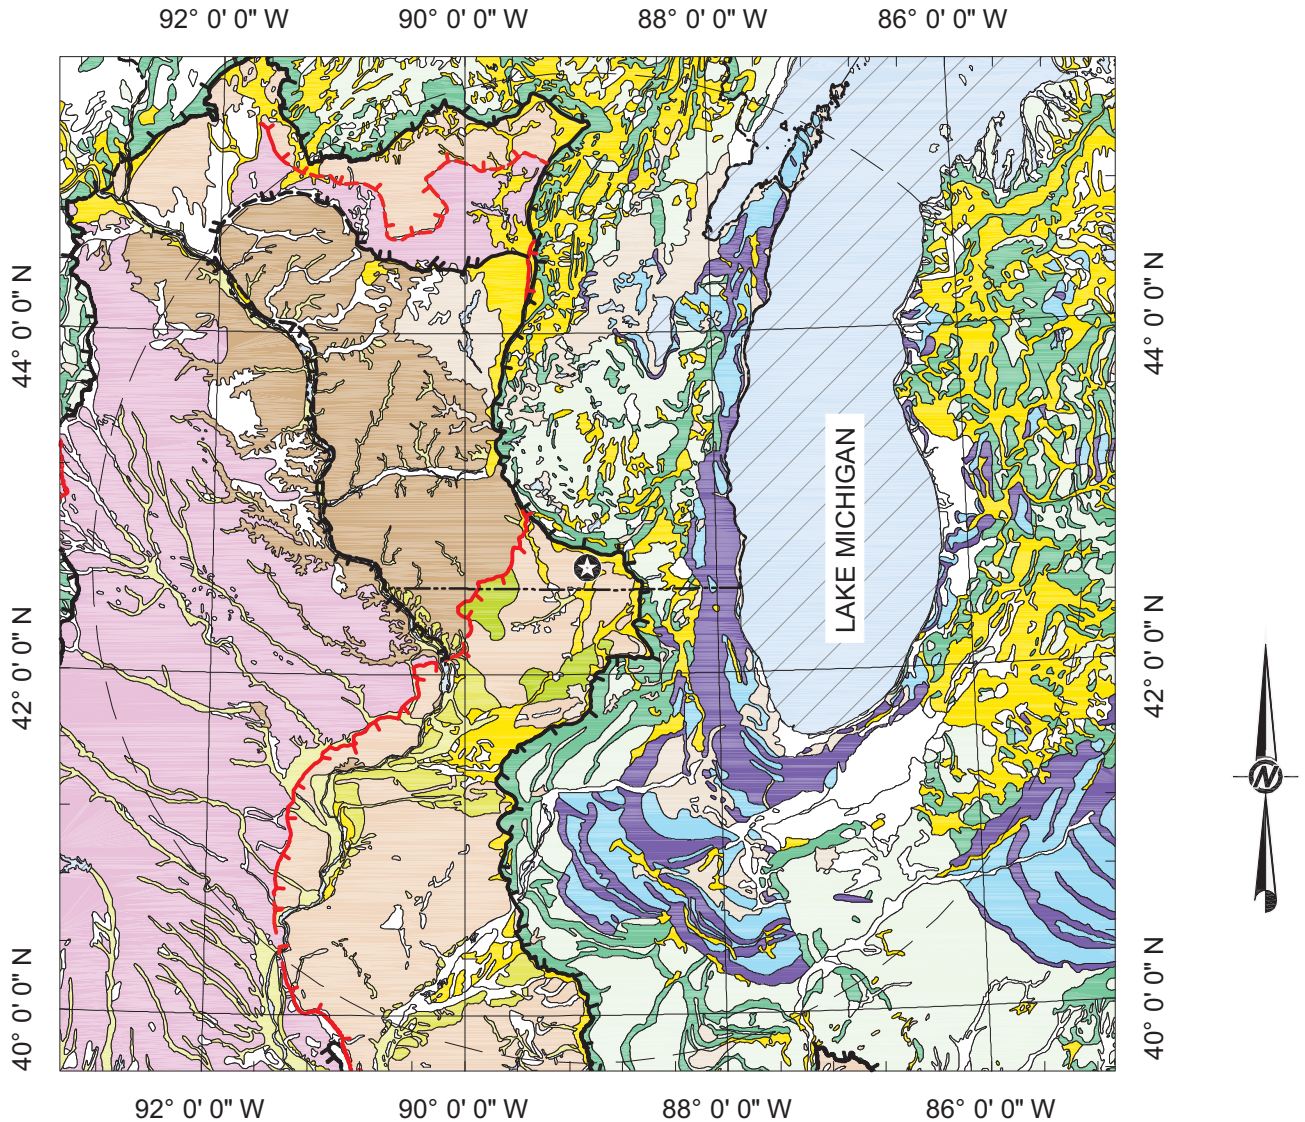 92° 0' 0" W
90° 0' 0" W
88° 0' 0" W
86° 0' 0" W
44° 0' 0" N
44° 0' 0" N
LAKE MICHIGAN
42° 0' 0" N
42° 0' 0" N
N
40° 0' 0" N
40° 0' 0" N
92° 0' 0" W
90° 0' 0" W
88° 0' 0" W
86° 0' 0" W